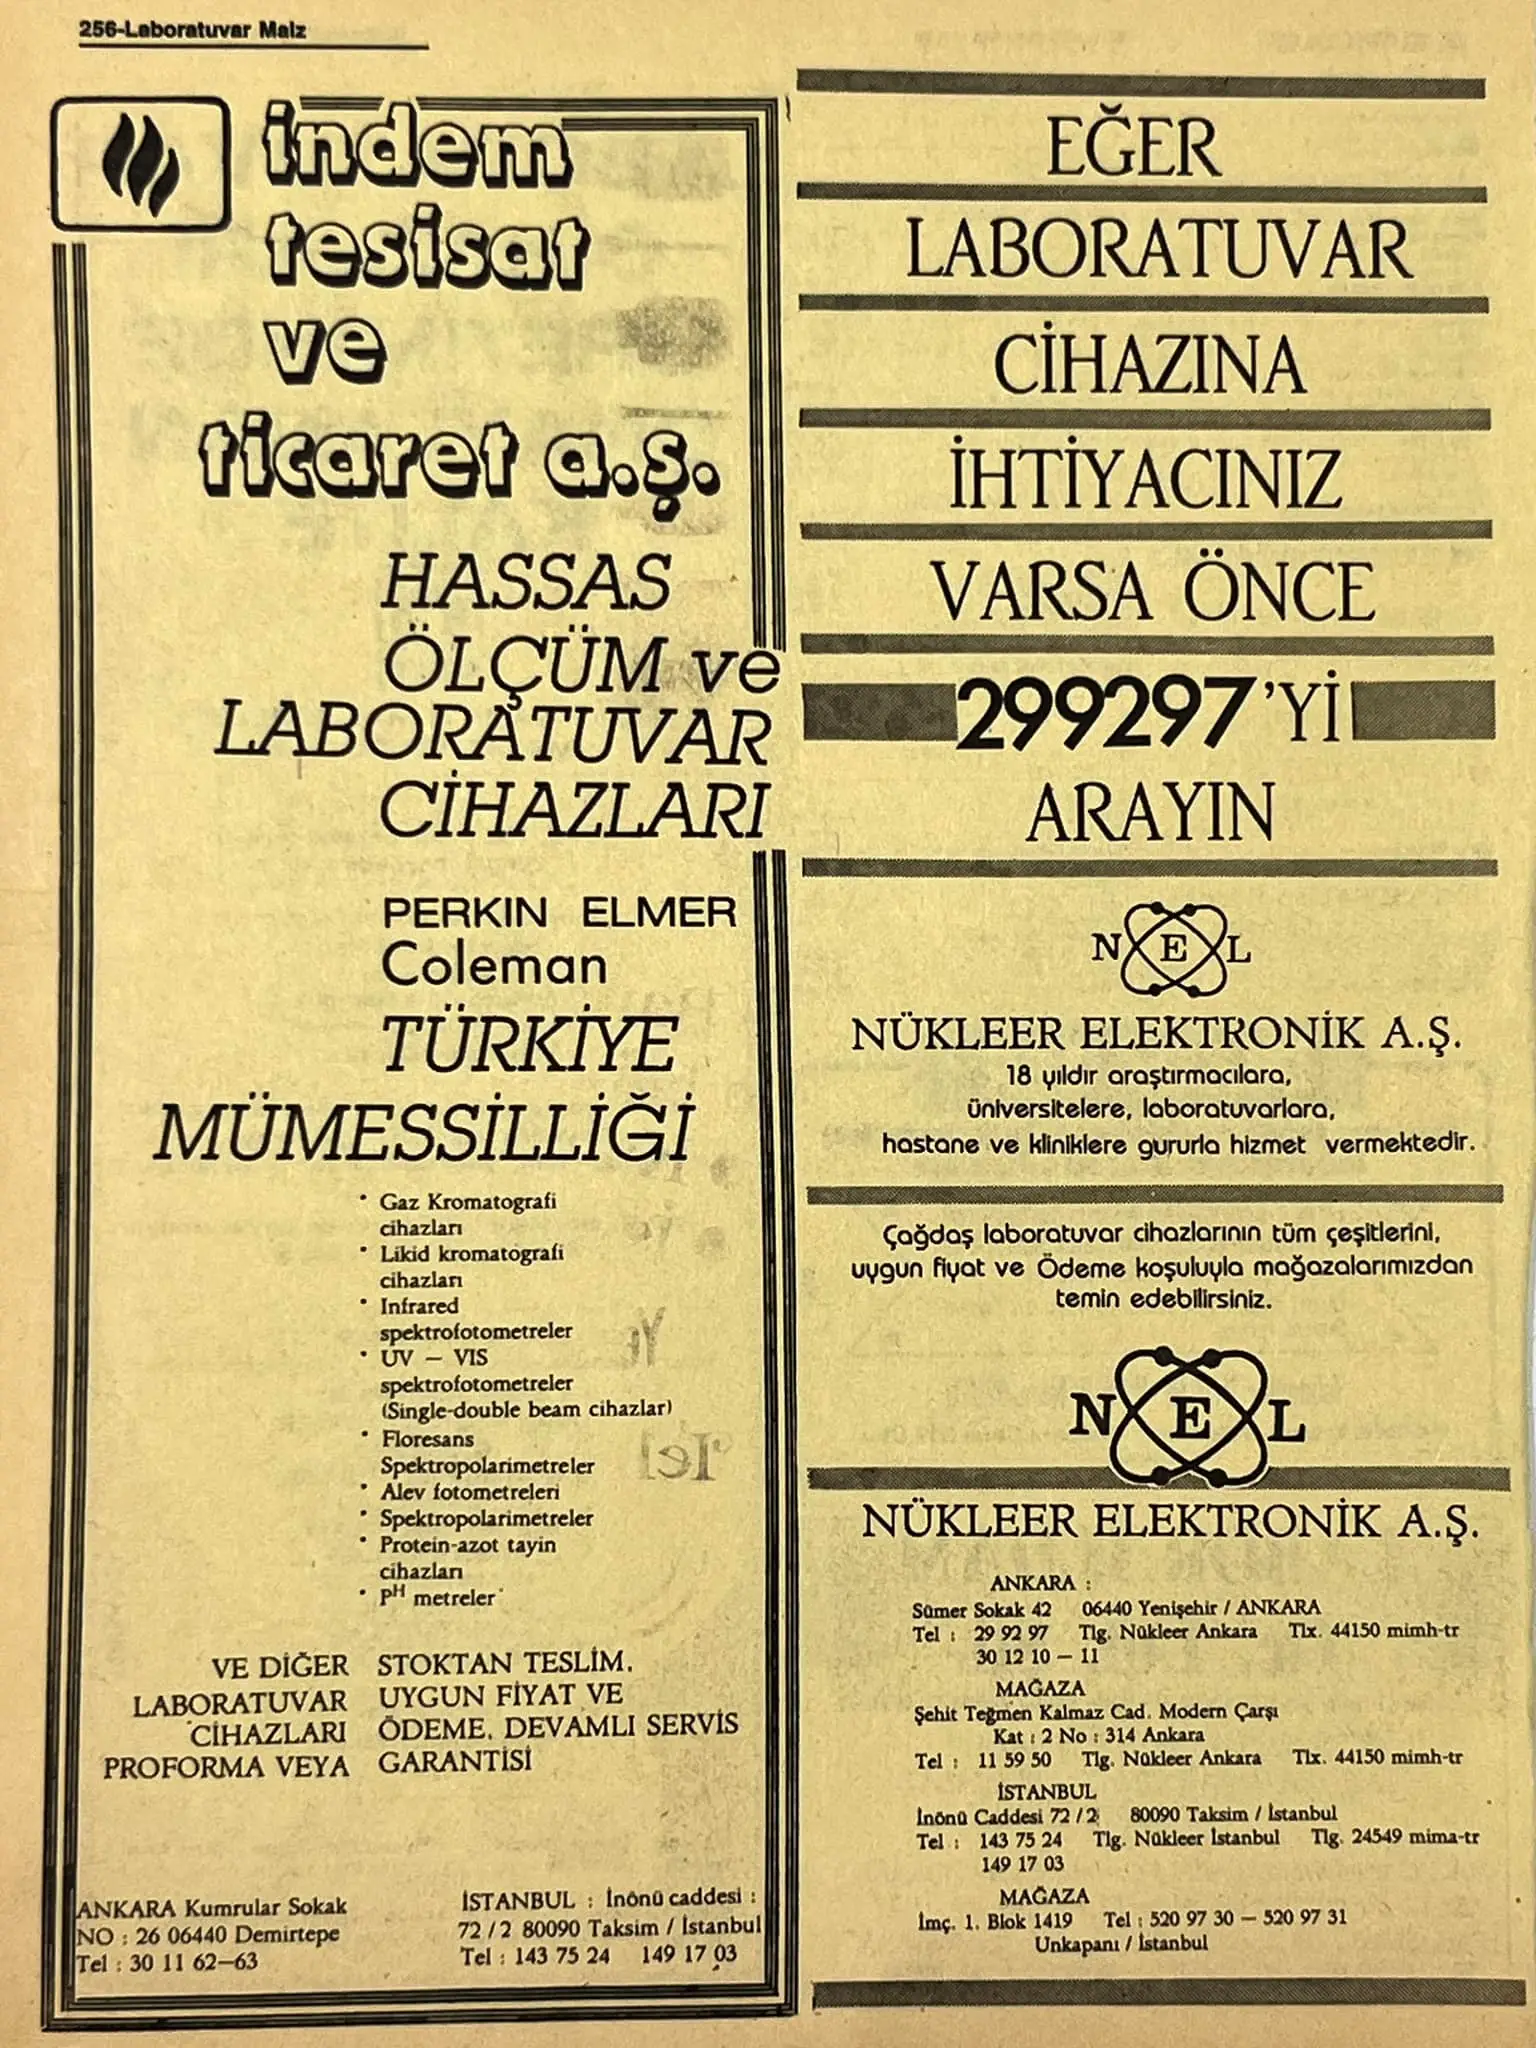 256-Laboratuvar Malz
indem
tesisat
ve
ticaret a.ş.
HASSAS
ÖLÇÜM ve
LABORATUVAR
CİHAZLARI
PERKIN ELMER
Coleman
TÜRKİYE
MÜMESSİLLİĞİ
• Gaz Kromatografi
cihazları
• Likid kromatografi
cihazları
• Infrared
spektrofotometreler
• UV – VIS
spektrofotometreler
(Single-double beam cihazlar)
• Floresans
Spektropolarimetreler
• Alev fotometreleri
• Spektropolarimetreler
• Protein-azot tayin
cihazları
• PH metreler
VE DİĞER
LABORATUVAR
CİHAZLARI
PROFORMA VEYA
STOKTAN TESLİM,
UYGUN FİYAT VE
ÖDEME, DEVAMLI SERVİS
GARANTİSİ
ANKARA Kumrular Sokak
NO : 26 06440 Demirtepe
Tel : 30 11 62–63
İSTANBUL : İnönü caddesi :
72/2 80090 Taksim / İstanbul
Tel : 143 75 24 149 17 03
EĞER
LABORATUVAR
CİHAZINA
İHTİYACINIZ
VARSA ÖNCE
299297'Yİ
ARAYIN
NEL
NÜKLEER ELEKTRONİK A.Ş.
18 yıldır araştırmacılara,
üniversitelere, laboratuvarlara,
hastane ve kliniklere gururla hizmet vermektedir.
Çağdaş laboratuvar cihazlarının tüm çeşitlerini,
uygun fiyat ve Ödeme koşuluyla mağazalarımızdan
temin edebilirsiniz.
NEL
NÜKLEER ELEKTRONİK A.Ş.
ANKARA :
Sümer Sokak 42 06440 Yenişehir / ANKARA
Tel : 29 92 97 Tlg. Nükleer Ankara Tlx. 44150 mimh-tr
30 12 10 – 11
MAĞAZA
Şehit Teğmen Kalmaz Cad. Modern Çarşı
Kat : 2 No : 314 Ankara
Tel : 11 59 50 Tlg. Nükleer Ankara Tlx. 44150 mimh-tr
İSTANBUL
İnönü Caddesi 72/2 80090 Taksim / İstanbul
Tel : 143 75 24 Tlg. Nükleer İstanbul Tlg. 24549 mima-tr
149 17 03
MAĞAZA
İmç. 1. Blok 1419 Tel : 520 97 30 – 520 97 31
Unkapanı / İstanbul